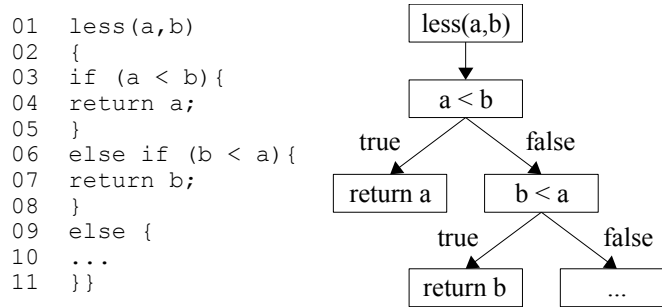 01 less(a,b)
02 {
03 if (a < b){
04 return a;
05 }
06 else if (b < a){
07 return b;
08 }
09 else {
10 ...
11 }}
less(a,b)
a < b
true false
return a b < a
true false
return b ...